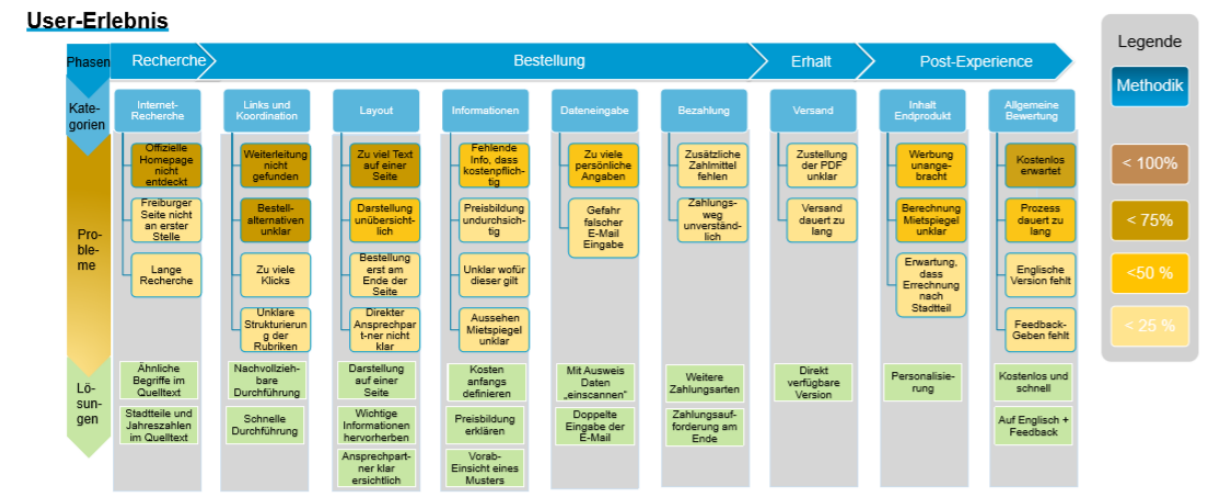 User-Erlebnis
Phasen
Recherche
Bestellung
Erhalt
Post-Experience
Kate-
gorien
Internet-
Recherche
Links und
Koordination
Layout
Informationen
Dateneingabe
Bezahlung
Versand
Inhalt
Endprodukt
Allgemeine
Bewertung
Pro-
ble-
me
Offizielle
Homepage
nicht
entdeckt
Freiburger
Seite nicht
an erster
Stelle
Lange
Recherche
Weiterleitung
nicht
gefunden
Bestell-
alternativen
unklar
Zu viele
Klicks
Unklare
Strukturierun
g der
Rubriken
Zu viel Text
auf einer
Seite
Darstellung
unübersicht-
lich
Bestellung
erst am
Ende der
Seite
Direkter
Ansprechpar
t-ner nicht
klar
Fehlende
Info, dass
kostenpflich-
tig
Preisbildung
undurchsich-
tig
Unklar wofür
dieser gilt
Aussehen
Mietspiegel
unklar
Zu viele
persönliche
Angaben
Gefahr
falscher
E-Mail
Eingabe
Zusätzliche
Zahlmittel
fehlen
Zahlungs-
weg
unverständ-
lich
Zustellung
der PDF
unklar
Versand
dauert zu
lang
Werbung
unange-
bracht
Berechnung
Mietspiegel
unklar
Erwartung,
dass
Errechnung
nach
Stadtteil
Kostenlos
erwartet
Prozess
dauert zu
lang
Englische
Version fehlt
Feedback-
Geben fehlt
Lö-
sun-
gen
Ähnliche
Begriffe im
Quelltext
Stadtteile und
Jahreszahlen
im Quelltext
Nachvollzieh-
bare
Durchführung
Schnelle
Durchführung
Darstellung
auf einer
Seite
Wichtige
Informationen
hervorherben
Ansprechpart-
ner klar
ersichtlich
Kosten
anfangs
definieren
Preisbildung
erklären
Vorab-
Einsicht eines
Musters
Mit Ausweis
Daten
„einscannen"
Doppelte
Eingabe der
E-Mail
Weitere
Zahlungsarten
Zahlungsauf-
forderung am
Ende
Direkt
verfügbare
Version
Personalisie-
rung
Kostenlos und
schnell
Auf Englisch +
Feedback
Legende
Methodik
< 100%
< 75%
<50 %
< 25 %